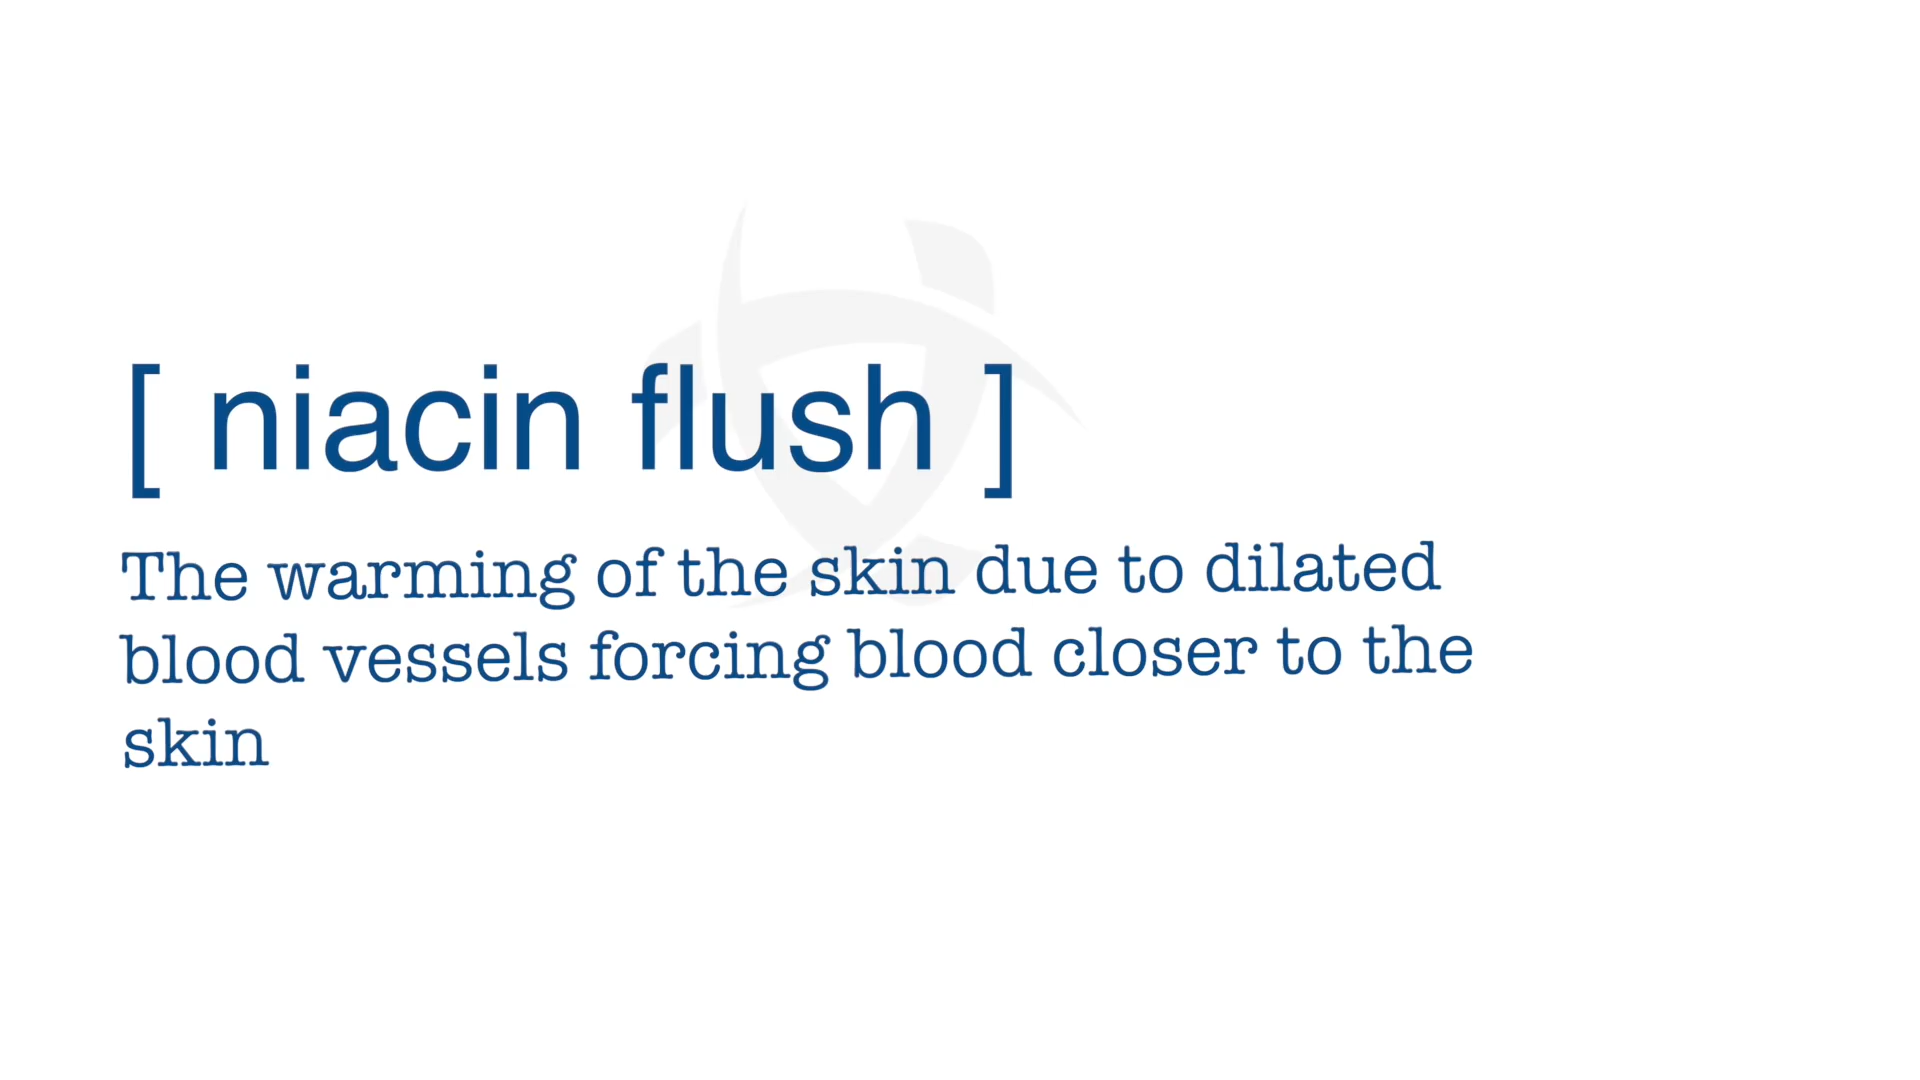 [ niacin flush ]
The warming of the skin due to dilated
blood vessels forcing blood closer to the
skin